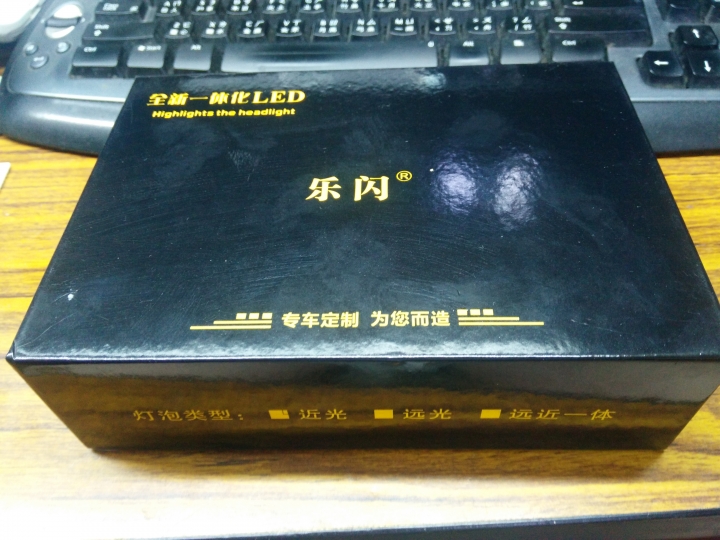 全新一体化LED
Highlights the headlight
乐闪®
专车定制 为您而造
灯泡类型: 近光 远光 远近一体